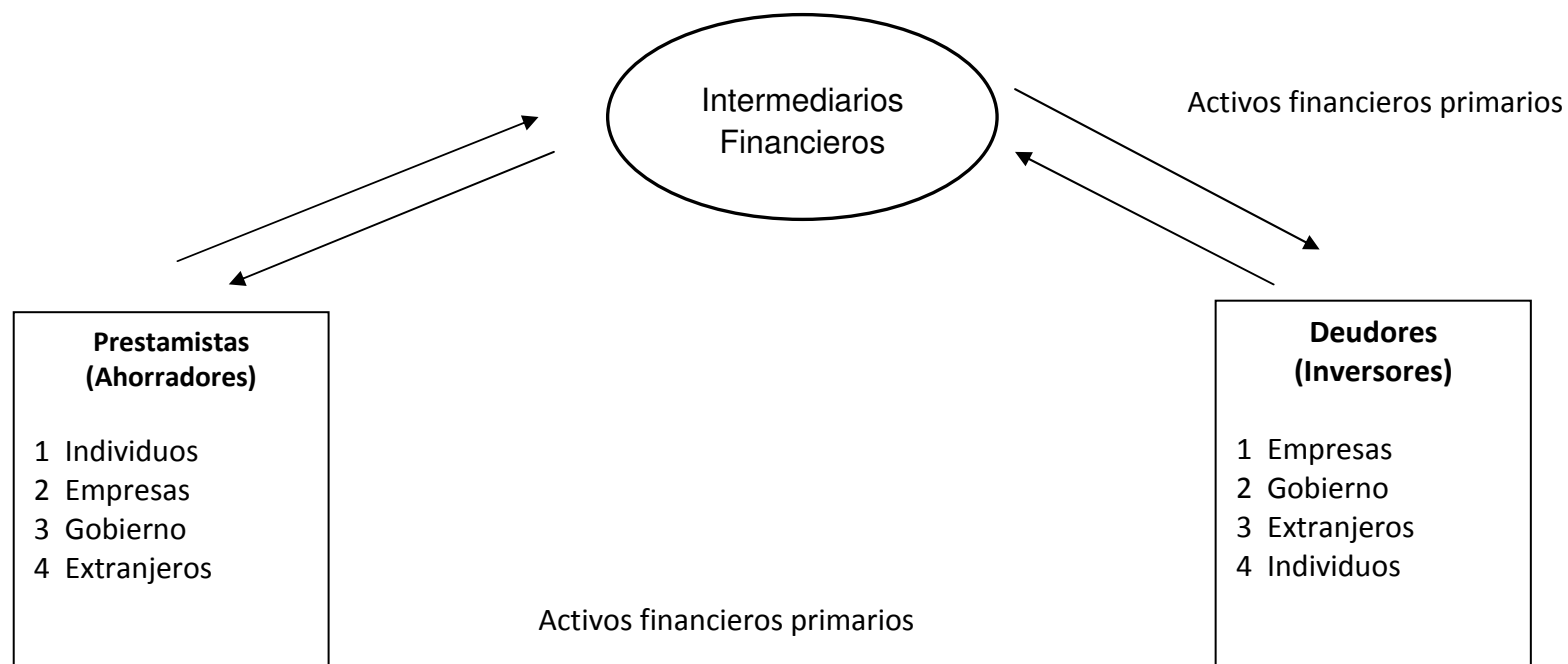 Intermediarios
Financieros
Activos financieros primarios
Prestamistas
(Ahorradores)
1 Individuos
2 Empresas
3 Gobierno
4 Extranjeros
Deudores
(Inversores)
1 Empresas
2 Gobierno
3 Extranjeros
4 Individuos
Activos financieros primarios